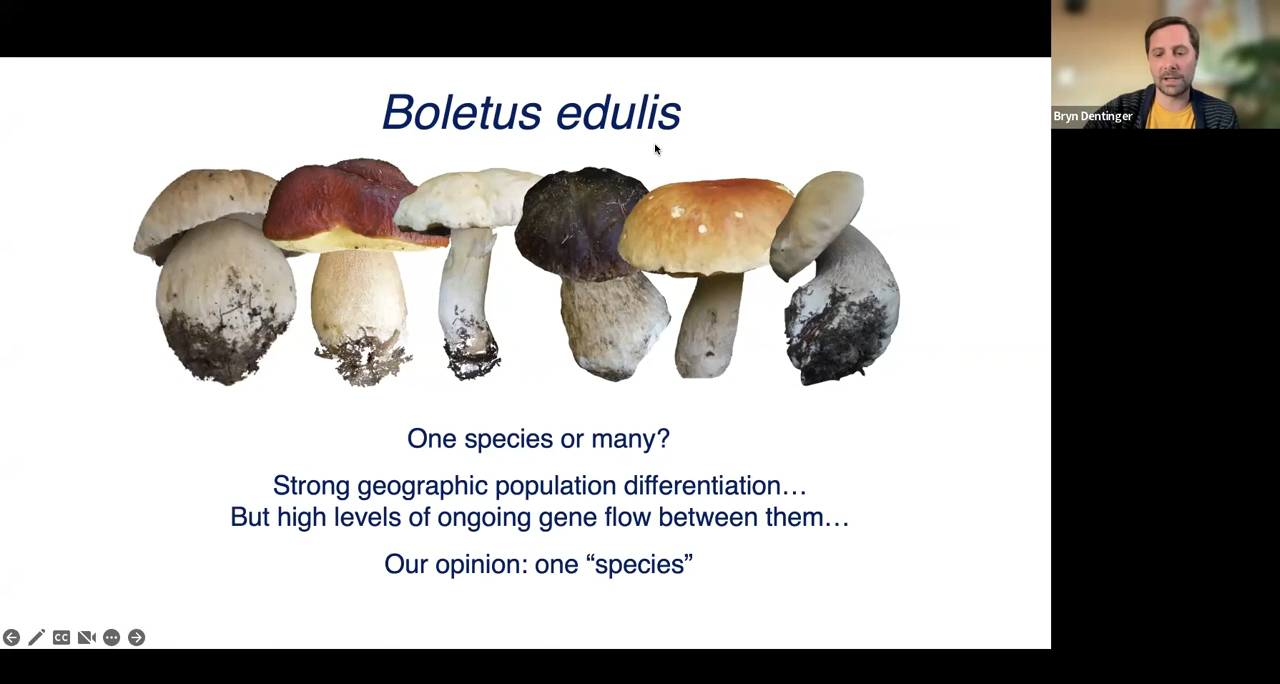 Boletus edulis
Bryn Dentinger
One species or many?
Strong geographic population differentiation…
But high levels of ongoing gene flow between them…
Our opinion: one “species”
CC